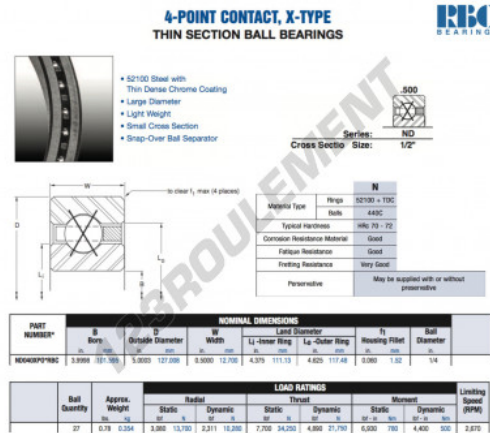 4-POINT CONTACT, X-TYPE
THIN SECTION BALL BEARINGS
RBC
BEARING
• 52100 Steel with
Thin Dense Chrome Coating
• Large Diameter
• Light Weight
• Small Cross Section
• Snap-Over Ball Separator
.500
Series: ND
Cross Sectio Size: 1/2"
W
to clear f1 max (4 places)
D
B
N
Material Type Rings 52100 + TDC
Balls 440C
Typical Hardness HRc 70 - 72
Corrosion Resistance Material Good
Fatigue Resistance Good
Fretting Resistance Very Good
Perservative May be supplied with or without preservative
123ROULEMENT
PART NUMBER* NOMINAL DIMENSIONS
B Bore D Outside Diameter W Width Land Diameter f1 Housing Fillet Ball Diameter
Li -Inner Ring Lo -Outer Ring
in. mm in. mm in. mm in. mm in. mm in. mm in.
ND040XP0*RBC 3.9998 101.595 5.0003 127.008 0.5000 12.700 4.375 111.13 4.625 117.48 0.060 1.52 1/4
LOAD RATINGS
Ball Quantity Approx. Weight Radial Thrust Moment Limiting Speed (RPM)
Static Dynamic Static Dynamic Static Dynamic
lbs kg lbf N lbf N lbf N lbf N lbf - in Nm lbf - in Nm
27 0.78 0.354 3,080 13,700 2,311 10,280 7,700 34,250 4,890 21,750 6,930 780 4,400 500 2,670